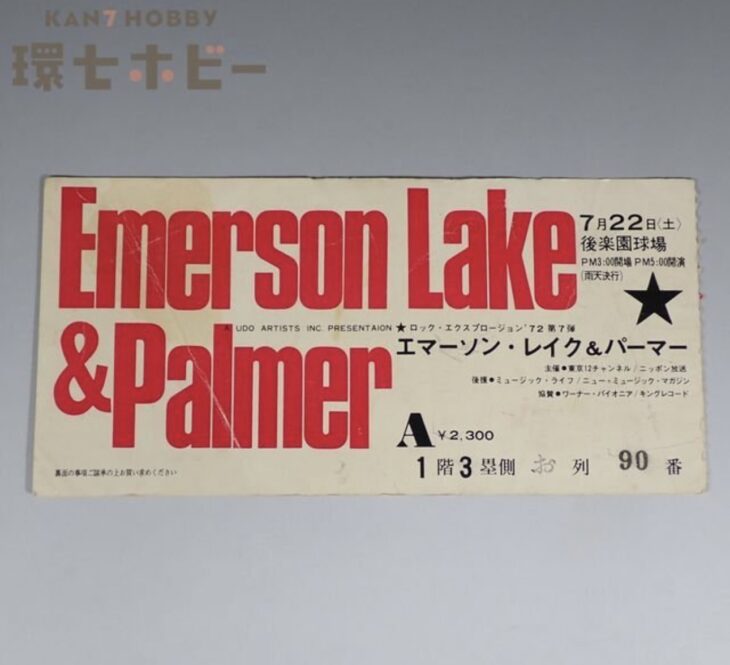 KAN7 HOBBY
環七ホビー
Emerson Lake
& Palmer
7月22日(土)
後楽園球場
PM3:00開場 PM5:00開演
(雨天決行)
★
A UDO ARTISTS INC. PRESENTAION ★ ロック・エクスプロージョン'72 第7弾
エマーソン・レイク&パーマー
主催●東京12チャンネル/ニッポン放送
後援●ミュージック・ライフ/ニュー・ミュージック・マガジン
協賛●ワーナー・パイオニア/キングレコード
A ¥2,300
1階3塁側 お 列 90 番
裏面の事項ご諒承の上お買い求めください